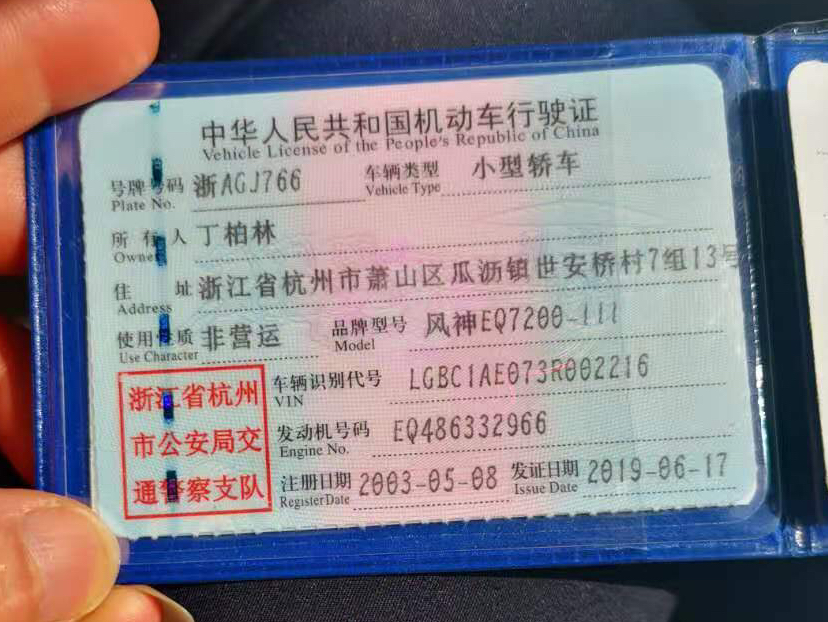 中华人民共和国机动车行驶证
Vehicle License of the People's Republic of China
号牌号码 浙AGJ766 车辆类型 小型轿车
Plate No. Vehicle Type
所有人 丁柏林
Owner
住址 浙江省杭州市萧山区瓜沥镇世安桥村7组13号
Address
使用性质 非营运 品牌型号 风神EQ7200-III
Use Character Model
浙江省杭州
市公安局交
通警察支队
车辆识别代号 LGBC1AE073R002216
VIN
发动机号码 EQ486332966
Engine No.
注册日期 2003-05-08 发证日期 2019-06-17
Register Date Issue Date